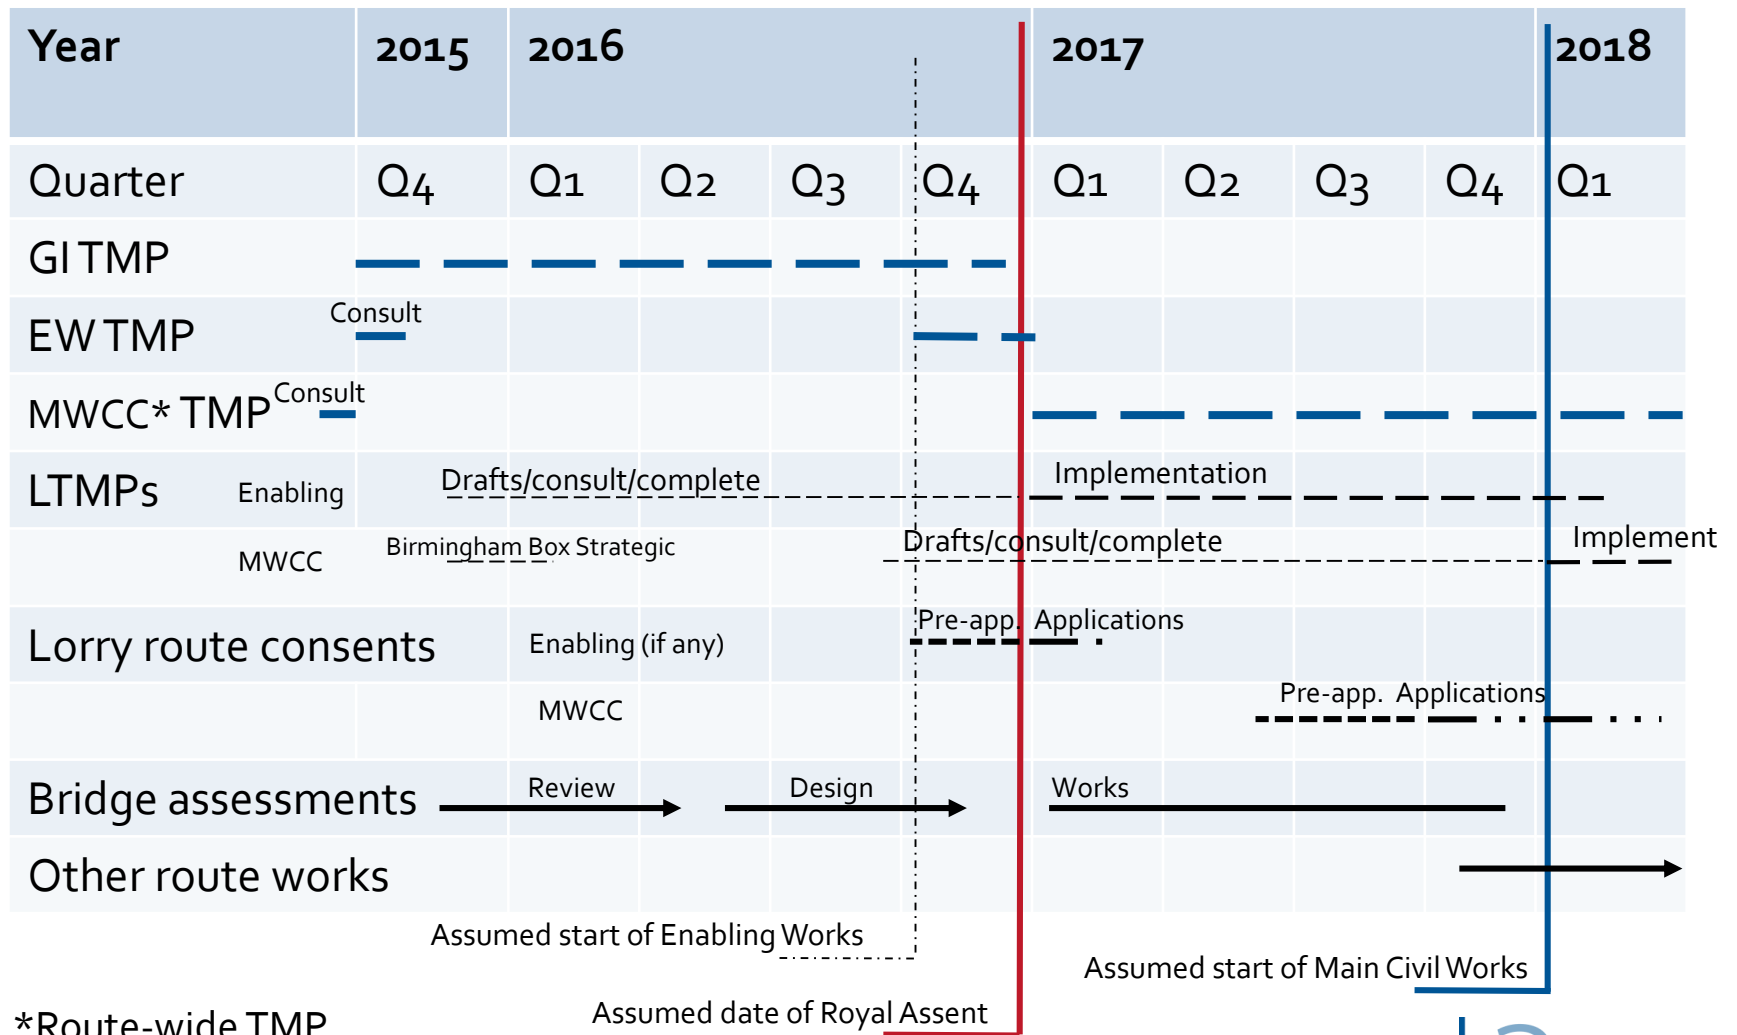 Year 2015 2016 2017 2018
Quarter Q4 Q1 Q2 Q3 Q4 Q1 Q2 Q3 Q4 Q1
GI TMP
Consult
EW TMP
Consult
MWCC* TMP
LTMPs Enabling Drafts/consult/complete Implementation
MWCC Birmingham Box Strategic Drafts/consult/complete Implement
Lorry route consents Enabling (if any) Pre-app. Applications
MWCC Pre-app. Applications
Bridge assessments Review Design Works
Other route works
Assumed start of Enabling Works
Assumed start of Main Civil Works
Assumed date of Royal Assent
*Route-wide TMP